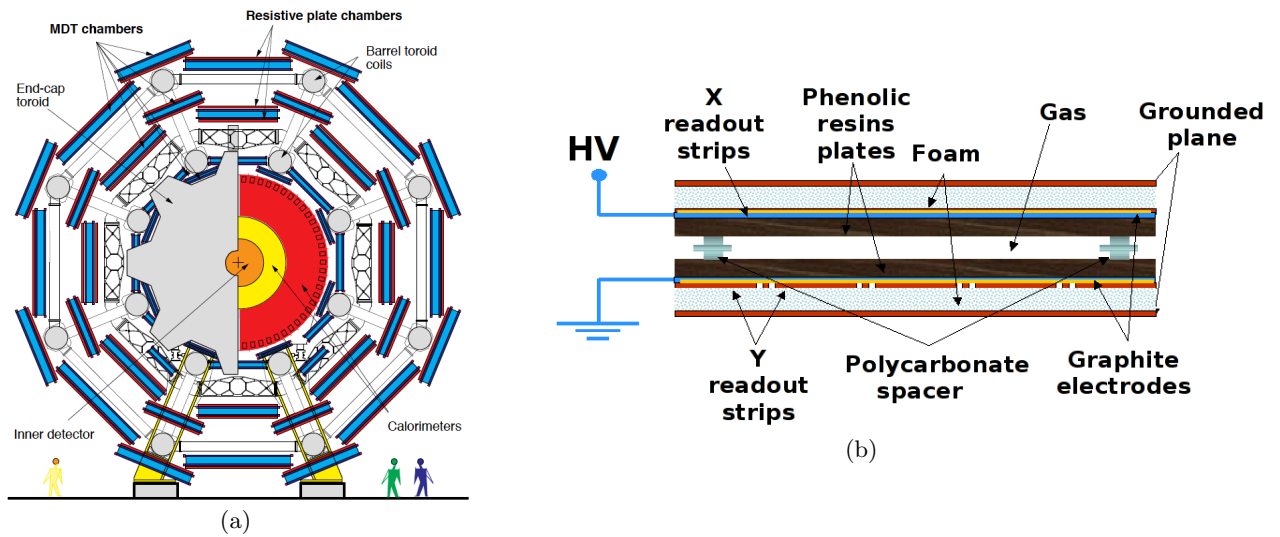 Resistive plate chambers
MDT chambers
Barrel toroid
coils
End-cap
toroid
Inner detector
Calorimeters
(a)
X
readout
strips
Phenolic
resins
plates
Foam
Gas
Grounded
plane
HV
Y
readout
strips
Polycarbonate
spacer
Graphite
electrodes
(b)